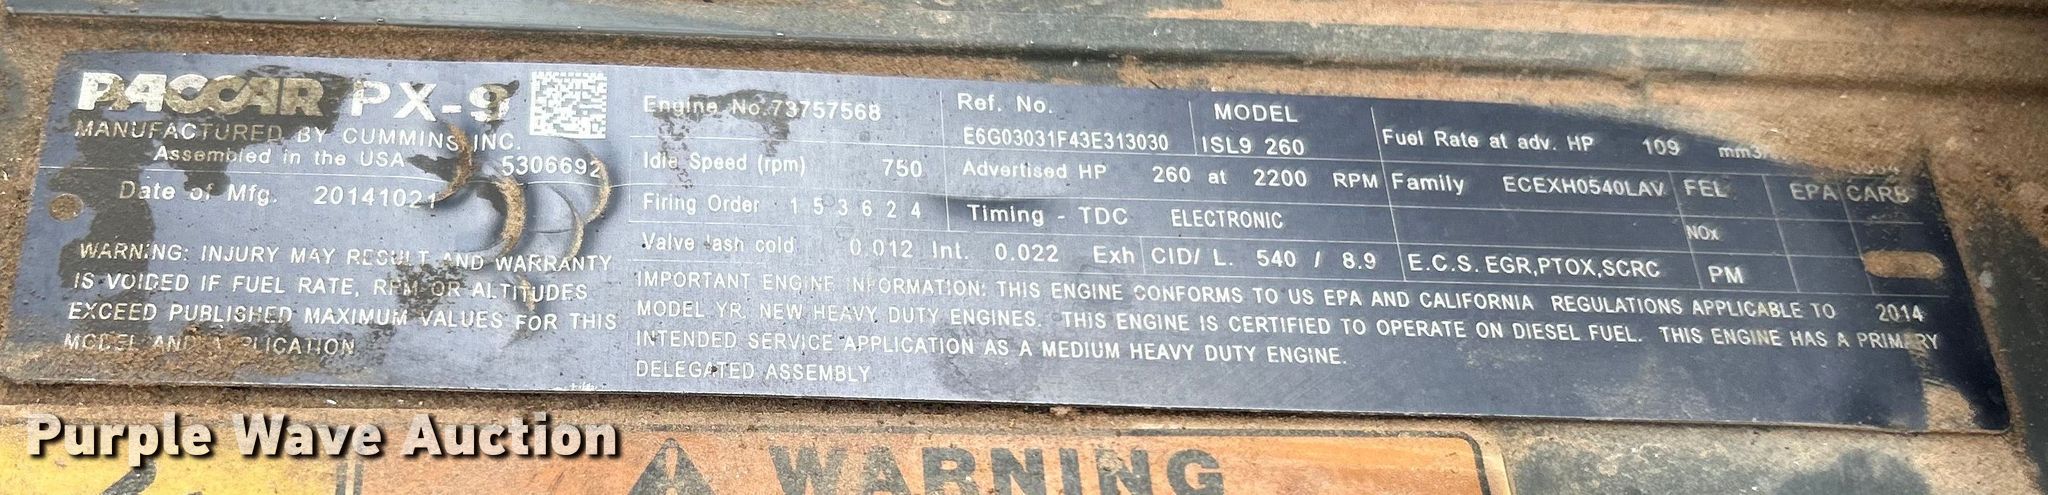 PACCAR PX-9
MANUFACTURED BY CUMMINS, INC.
Assembled in the USA
5306692
Date of Mfg. 20141021
WARNING: INJURY MAY RESULT AND WARRANTY
IS VOIDED IF FUEL RATE, RPM OR ALTITUDES
EXCEED PUBLISHED MAXIMUM VALUES FOR THIS
MODEL AND APPLICATION
Engine No. 73757568
Idle Speed (rpm) 750
Firing Order 1 5 3 6 2 4
Valve lash cold 0.012 Int. 0.022 Exh
Ref. No.
E6G03031F43E313030
MODEL
ISL9 260
Advertised HP 260 at 2200 RPM
Timing - TDC ELECTRONIC
CID/ L. 540 / 8.9
Fuel Rate at adv. HP 109
Family ECEXH0540LAV
E.C.S. EGR,PTOX,SCRC
FEL EPA CARB
NOx
PM
IMPORTANT ENGINE INFORMATION: THIS ENGINE CONFORMS TO US EPA AND CALIFORNIA REGULATIONS APPLICABLE TO 2014
MODEL YR. NEW HEAVY DUTY ENGINES. THIS ENGINE IS CERTIFIED TO OPERATE ON DIESEL FUEL. THIS ENGINE HAS A PRIMARY
INTENDED SERVICE APPLICATION AS A MEDIUM HEAVY DUTY ENGINE.
DELEGATED ASSEMBLY
Purple Wave Auction
WARNING